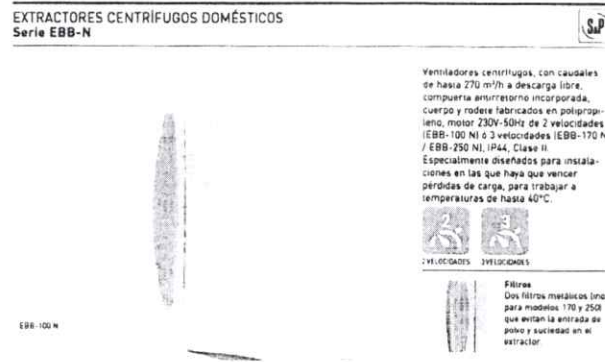 EXTRACTORES CENTRÍFUGOS DOMÉSTICOS
Serie EBB-N
S&P
Ventiladores centrífugos, con caudales
de hasta 270 m³/h a descarga libre,
compuerta antirretorno incorporada,
cuerpo y rodete fabricados en polipropi-
leno, motor 230V-50Hz de 2 velocidades
(EBB-100 N) ó 3 velocidades (EBB-170 N
/ EBB-250 N), IP44, Clase II.
Especialmente diseñados para instala-
ciones en las que haya que vencer
pérdidas de carga, para trabajar a
temperaturas de hasta 40°C.
2 3
2 VELOCIDADES 3 VELOCIDADES
EBB-100 N
Filtros
Dos filtros metálicos (ino
para modelos 170 y 250)
que evitan la entrada de
polvo y suciedad en el
extractor.